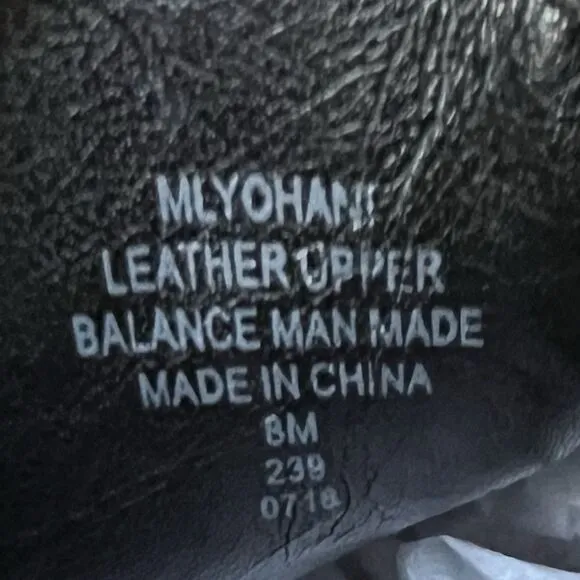 MLYOHANI
LEATHER UPPER
BALANCE MAN MADE
MADE IN CHINA
8M
239
0718